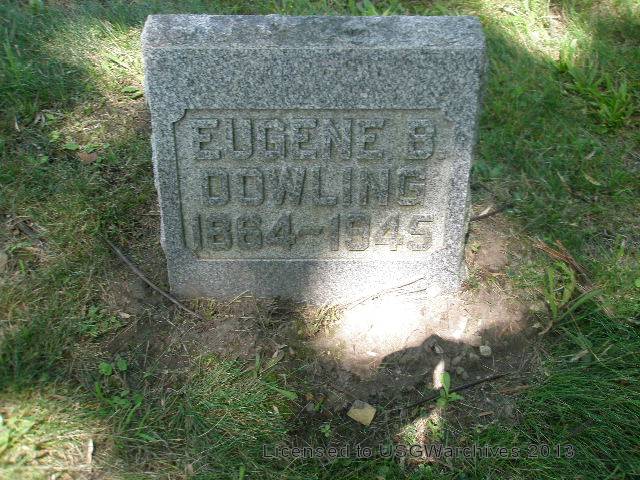 EUGENE B.
DOWLING
1864-1945
Licensed to USGWarchives 2013